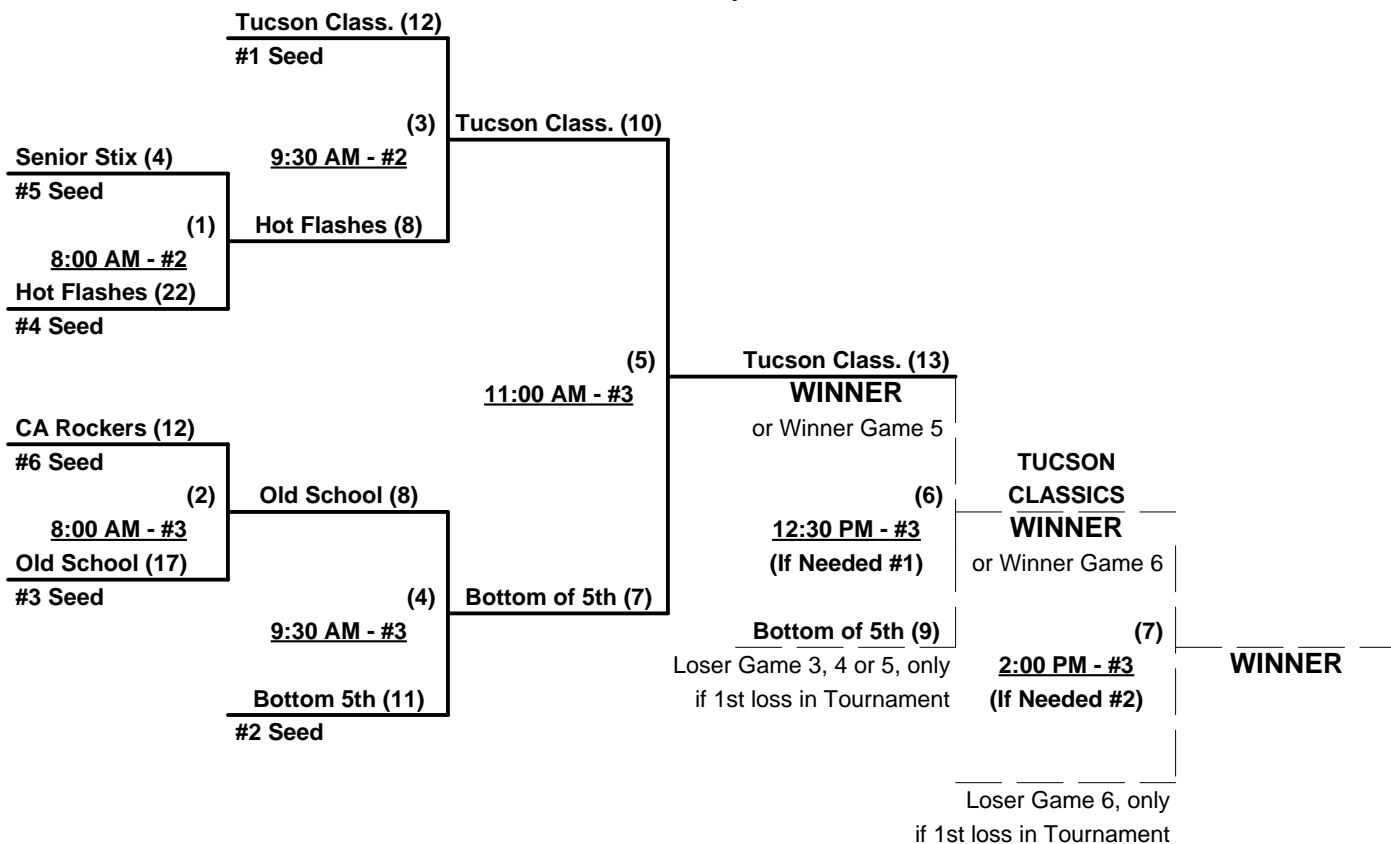 Tucson Class. (12)
#1 Seed
(3)
Tucson Class. (10)
9:30 AM - #2
Senior Stix (4)
#5 Seed
(1)
Hot Flashes (8)
8:00 AM - #2
Hot Flashes (22)
#4 Seed
(5)
Tucson Class. (13)
11:00 AM - #3
WINNER
or Winner Game 5
CA Rockers (12)
#6 Seed
TUCSON
CLASSICS
(2)
Old School (8)
(6)
8:00 AM - #3
12:30 PM - #3
WINNER
Old School (17)
(If Needed #1)
or Winner Game 6
#3 Seed
(4)
Bottom of 5th (7)
9:30 AM - #3
Bottom of 5th (9)
(7)
Loser Game 3, 4 or 5, only
2:00 PM - #3
WINNER
Bottom 5th (11)
if 1st loss in Tournament
(If Needed #2)
#2 Seed
Loser Game 6, only
if 1st loss in Tournament